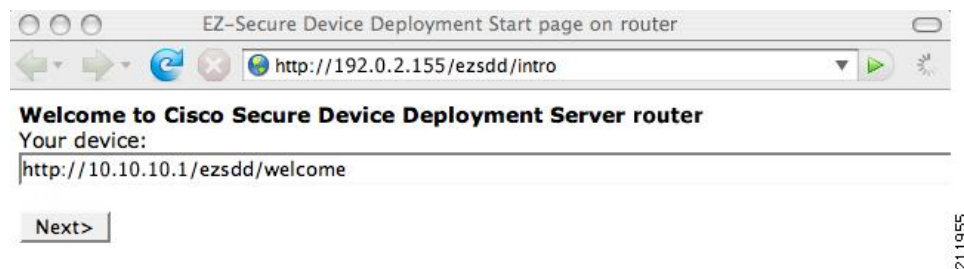 EZ-Secure Device Deployment Start page on router
http://192.0.2.155/ezsdd/intro
Welcome to Cisco Secure Device Deployment Server router
Your device:
http://10.10.10.1/ezsdd/welcome
Next>
211955